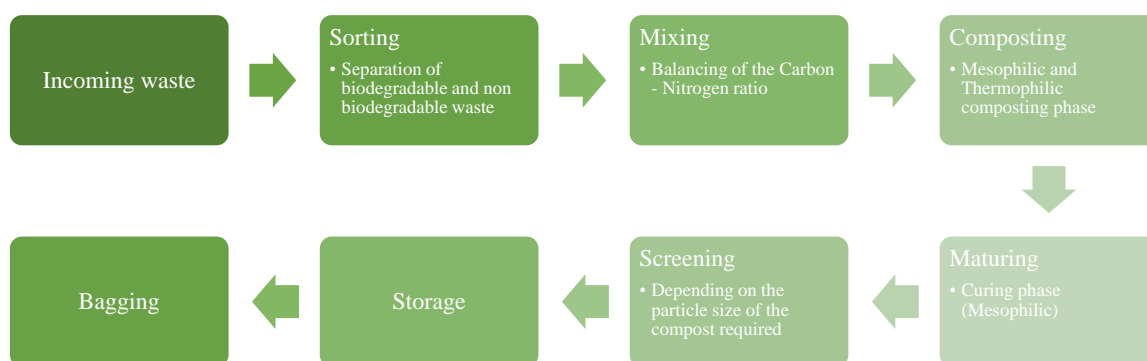 Incoming waste
Sorting
• Separation of
biodegradable and non
biodegradable waste
Mixing
• Balancing of the Carbon
- Nitrogen ratio
Composting
• Mesophilic and
Thermophilic
composting phase
Maturing
• Curing phase
(Mesophilic)
Screening
• Depending on the
particle size of the
compost required
Storage
Bagging